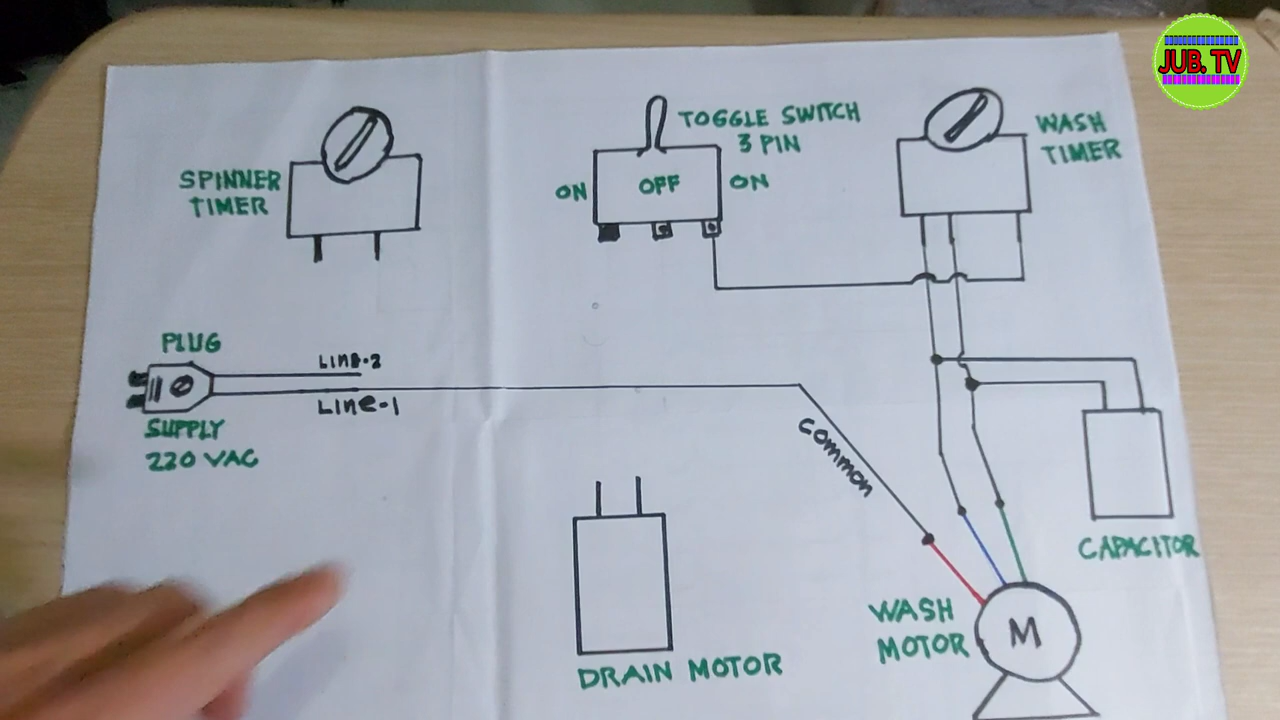 JUB. TV
SPINNER
TIMER
TOGGLE SWITCH
3 PIN
ON
OFF
ON
WASH
TIMER
C
PLUG
LINE-2
LINE-1
SUPPLY
220 VAC
COMMON
CAPACITOR
WASH
MOTOR
M
DRAIN MOTOR